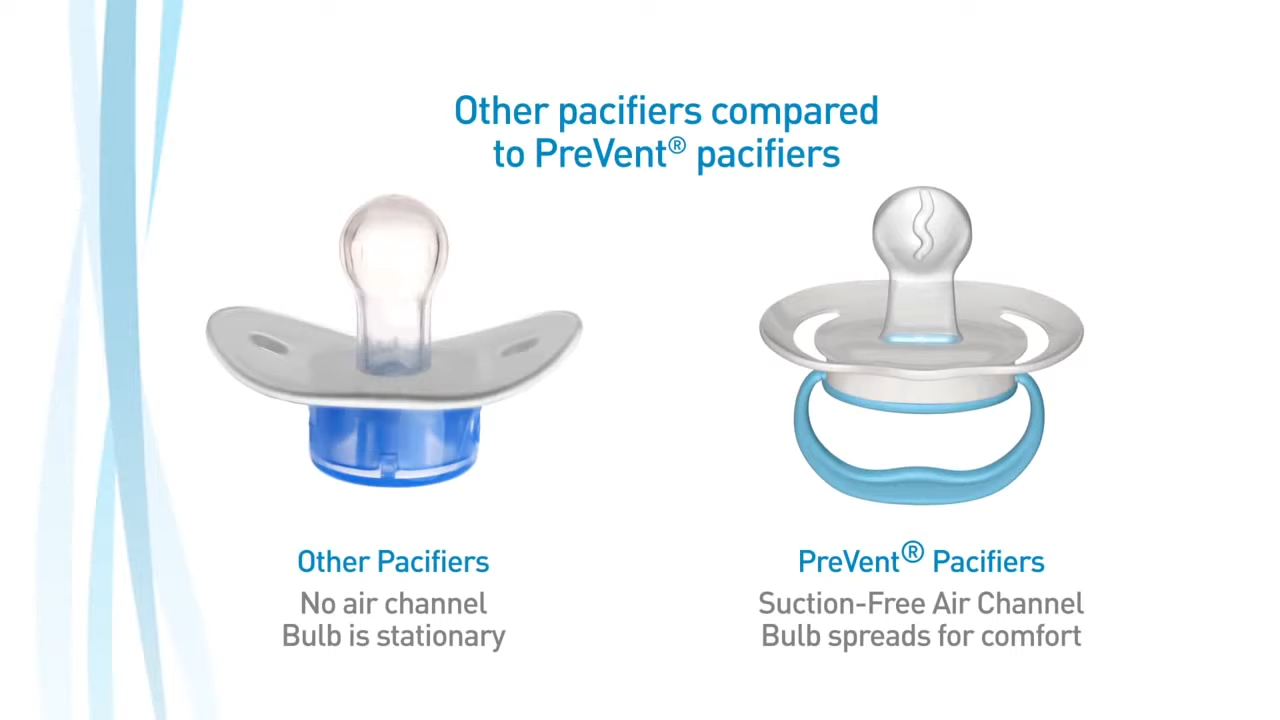 Other pacifiers compared
to PreVent® pacifiers
Other Pacifiers
No air channel
Bulb is stationary
PreVent® Pacifiers
Suction-Free Air Channel
Bulb spreads for comfort